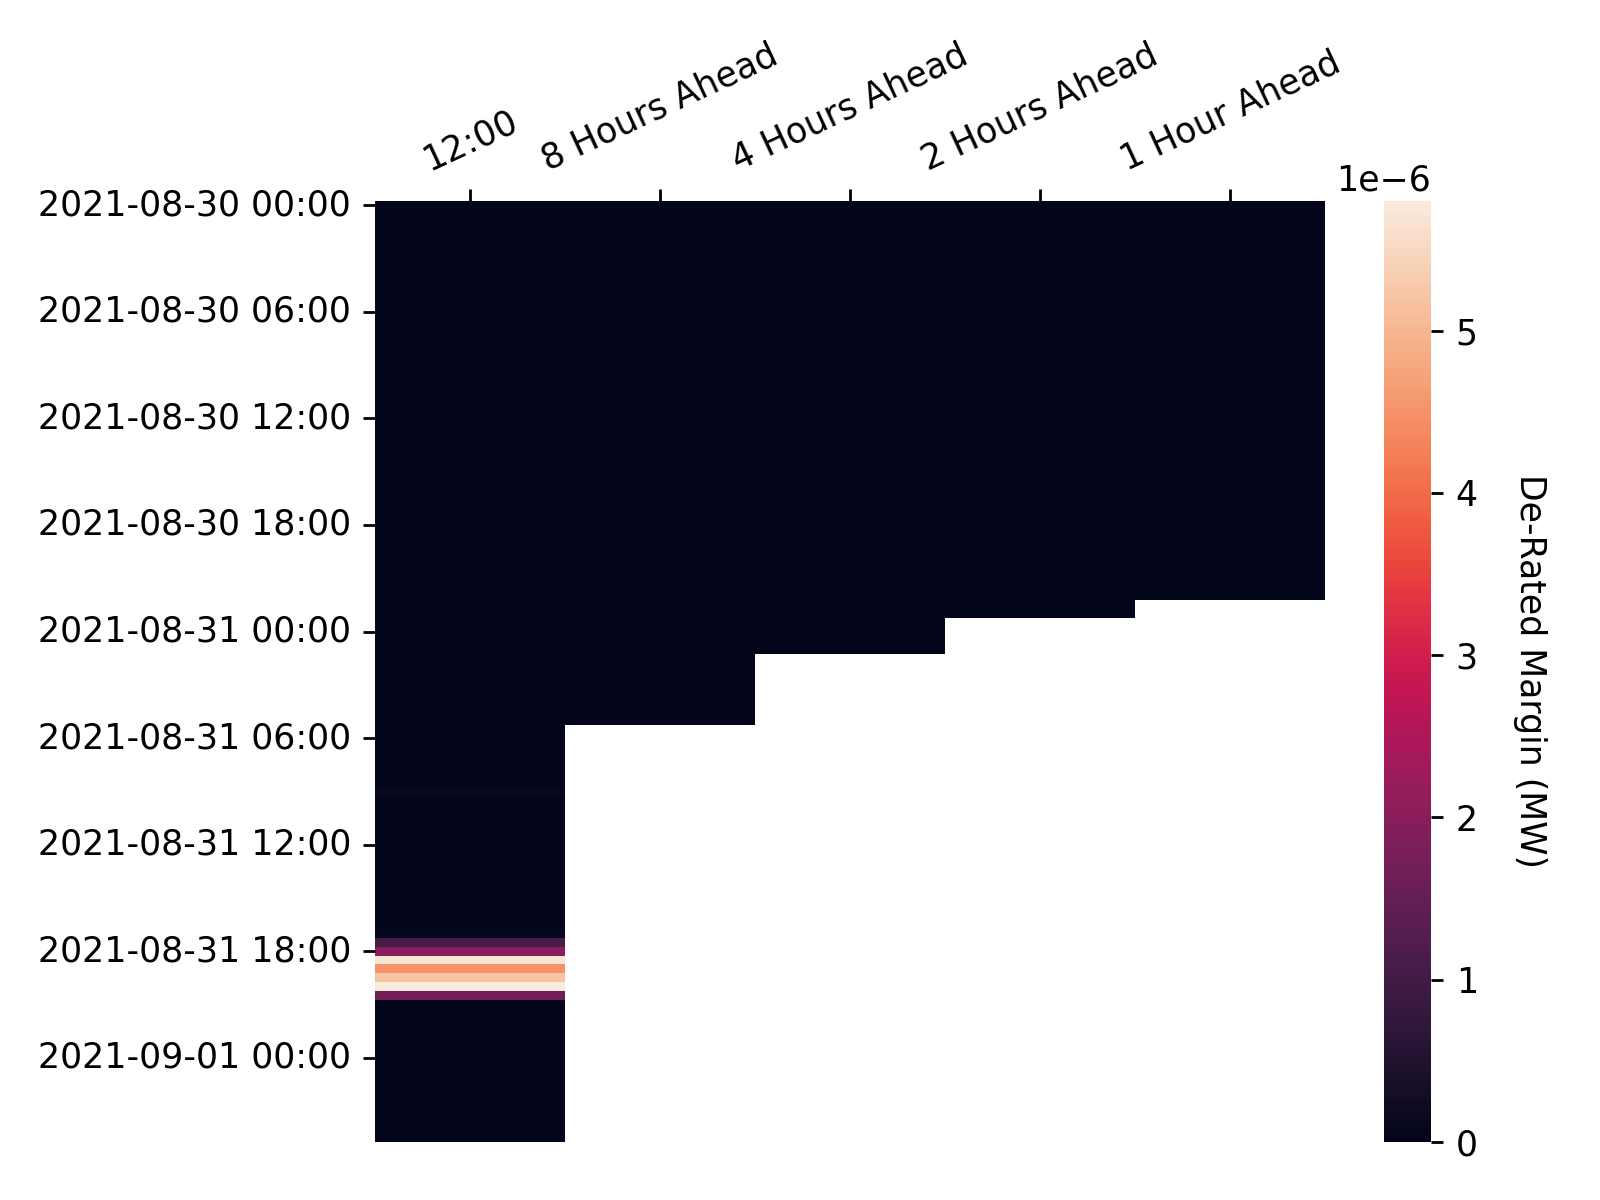 12:00
8 Hours Ahead
4 Hours Ahead
2 Hours Ahead
1 Hour Ahead
1e−6
2021-08-30 00:00
2021-08-30 06:00
2021-08-30 12:00
2021-08-30 18:00
2021-08-31 00:00
2021-08-31 06:00
2021-08-31 12:00
2021-08-31 18:00
2021-09-01 00:00
5
4
3
2
1
0
De-Rated Margin (MW)